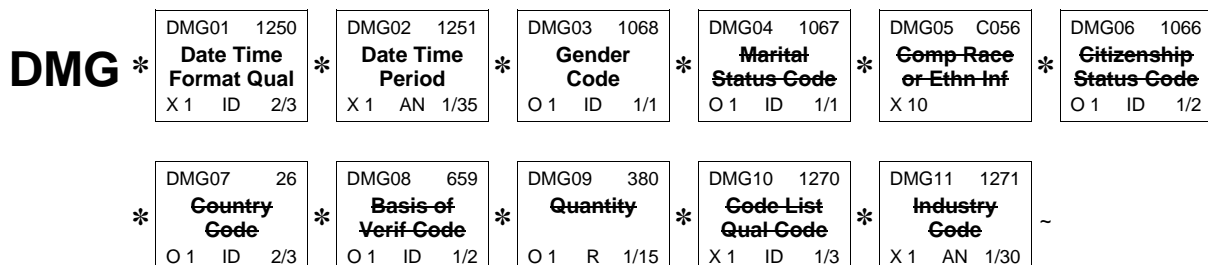 DMG01 1250
DMG02 1251
DMG03 1068
DMG04 1067
DMG05 C056
DMG06 1066
DMG * Date Time Format Qual * Date Time Period * Gender Code * Marital Status Code * Comp Race or Ethn Inf * Citizenship Status Code
X 1 ID 2/3
X 1 AN 1/35
O 1 ID 1/1
O 1 ID 1/1
X 10
O 1 ID 1/2
DMG07 26
DMG08 659
DMG09 380
DMG10 1270
DMG11 1271
* Country Code * Basis of Verif Code * Quantity * Code List Qual Code * Industry Code ~
O 1 ID 2/3
O 1 ID 1/2
O 1 R 1/15
X 1 ID 1/3
X 1 AN 1/30